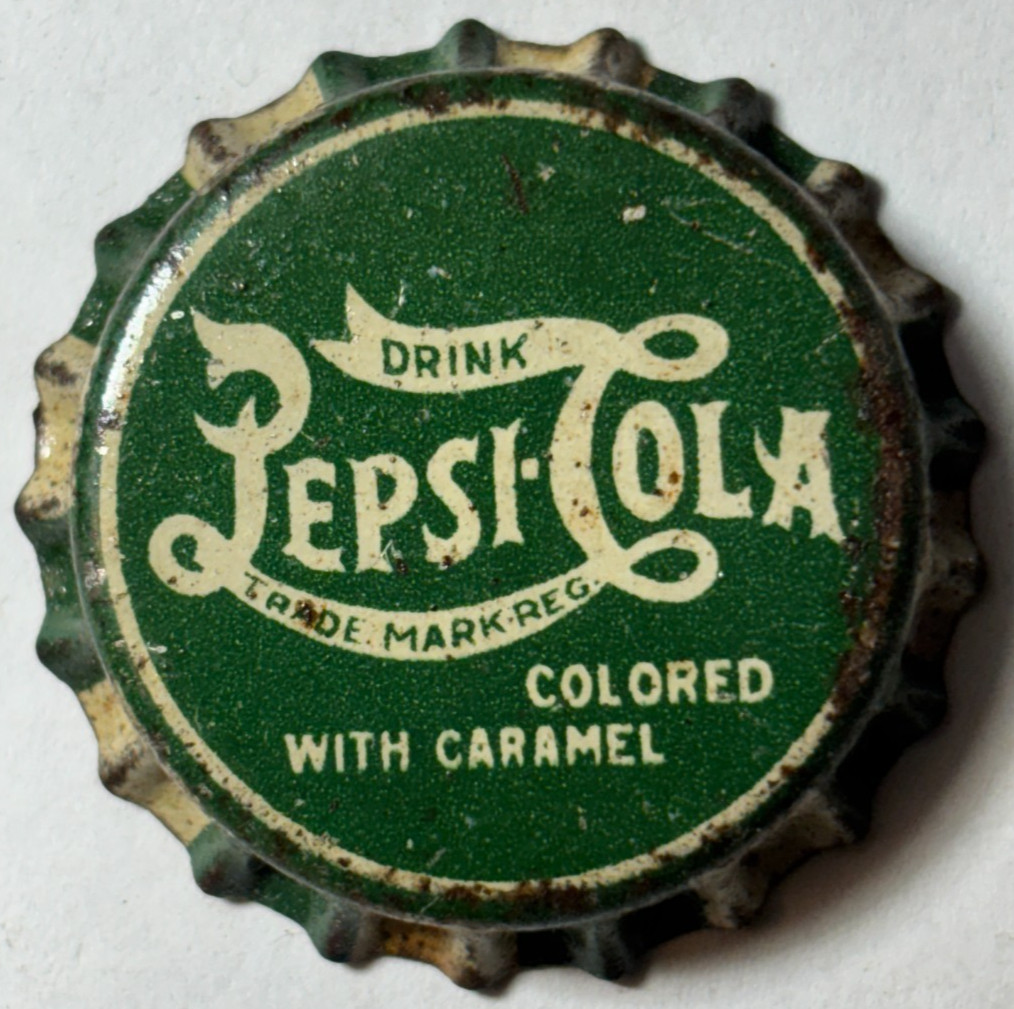 DRINK
PEPSI-COLA
TRADE MARK·REG.
COLORED
WITH CARAMEL